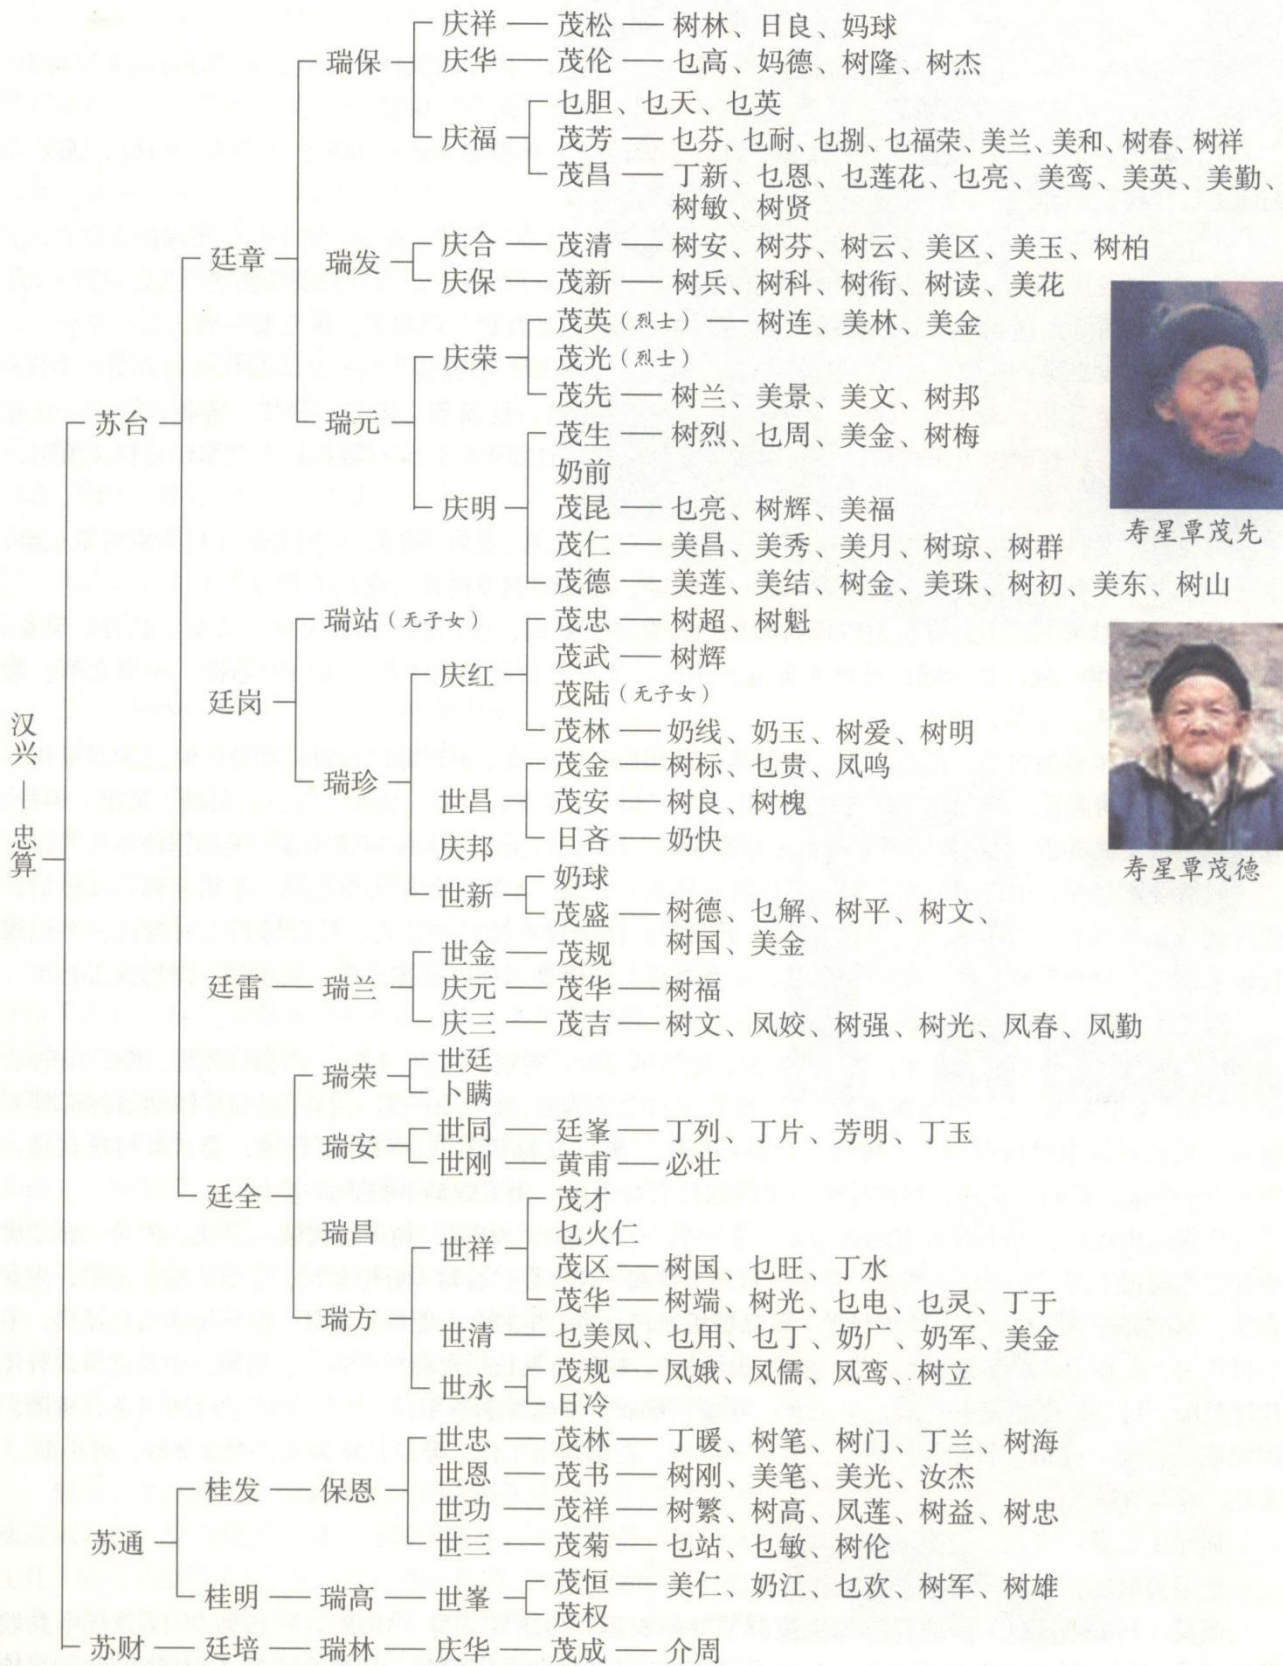 庆祥 茂松 树林、日良、妈球
瑞保 庆华 茂伦 乜高、妈德、树隆、树杰
乜胆、乜天、乜英
庆福 茂芳 乜芬、乜耐、乜捌、乜福荣、美兰、美和、树春、树祥
茂昌 丁新、乜恩、乜莲花、乜亮、美鸾、美英、美勤、
树敏、树贤
廷章 瑞发 庆合 茂清 树安、树芬、树云、美区、美玉、树柏
庆保 茂新 树兵、树科、树衔、树读、美花
茂英(烈士) 树连、美林、美金
庆荣 茂光(烈士)
茂先 树兰、美景、美文、树邦
苏台 瑞元 茂生 树烈、乜周、美金、树梅
奶前
庆明 茂昆 乜亮、树辉、美福
茂仁 美昌、美秀、美月、树琼、树群
寿星覃茂先
茂德 美莲、美结、树金、美珠、树初、美东、树山
瑞站(无子女) 茂忠 树超、树魁
庆红 茂武 树辉
廷岗 茂陆(无子女)
茂林 奶线、奶玉、树爱、树明
汉兴—忠算
瑞珍 茂金 树标、乜贵、凤鸣
世昌 茂安 树良、树槐
庆邦 日吝 奶快
寿星覃茂德
世新 奶球
茂盛 树德、乜解、树平、树文、
树国、美金
世金 茂规
廷雷 瑞兰 庆元 茂华 树福
庆三 茂吉 树文、凤姣、树强、树光、凤春、凤勤
瑞荣 世廷
卜瞒
瑞安 世同 廷峯 丁列、丁片、芳明、丁玉
世刚 黄甫 必壮
廷全 茂才
瑞昌 世祥 乜火仁
茂区 树国、乜旺、丁水
瑞方 茂华 树端、树光、乜电、乜灵、丁于
世清 乜美凤、乜用、乜丁、奶广、奶军、美金
世永 茂规 凤娥、凤儒、凤鸾、树立
日冷
世忠 茂林 丁暖、树笔、树门、丁兰、树海
桂发 保恩 世恩 茂书 树刚、美笔、美光、汝杰
世功 茂祥 树繁、树高、凤莲、树益、树忠
苏通 世三 茂菊 乜站、乜敏、树伦
桂明 瑞高 世峯 茂恒 美仁、奶江、乜欢、树军、树雄
茂权
苏财 廷培 瑞林 庆华 茂成 介周